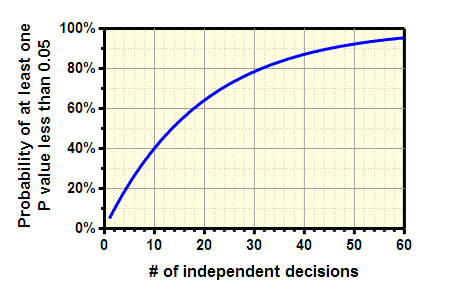 Probability of at least one
P value less than 0.05
100%
80%
60%
40%
20%
0%
0 10 20 30 40 50 60
# of independent decisions